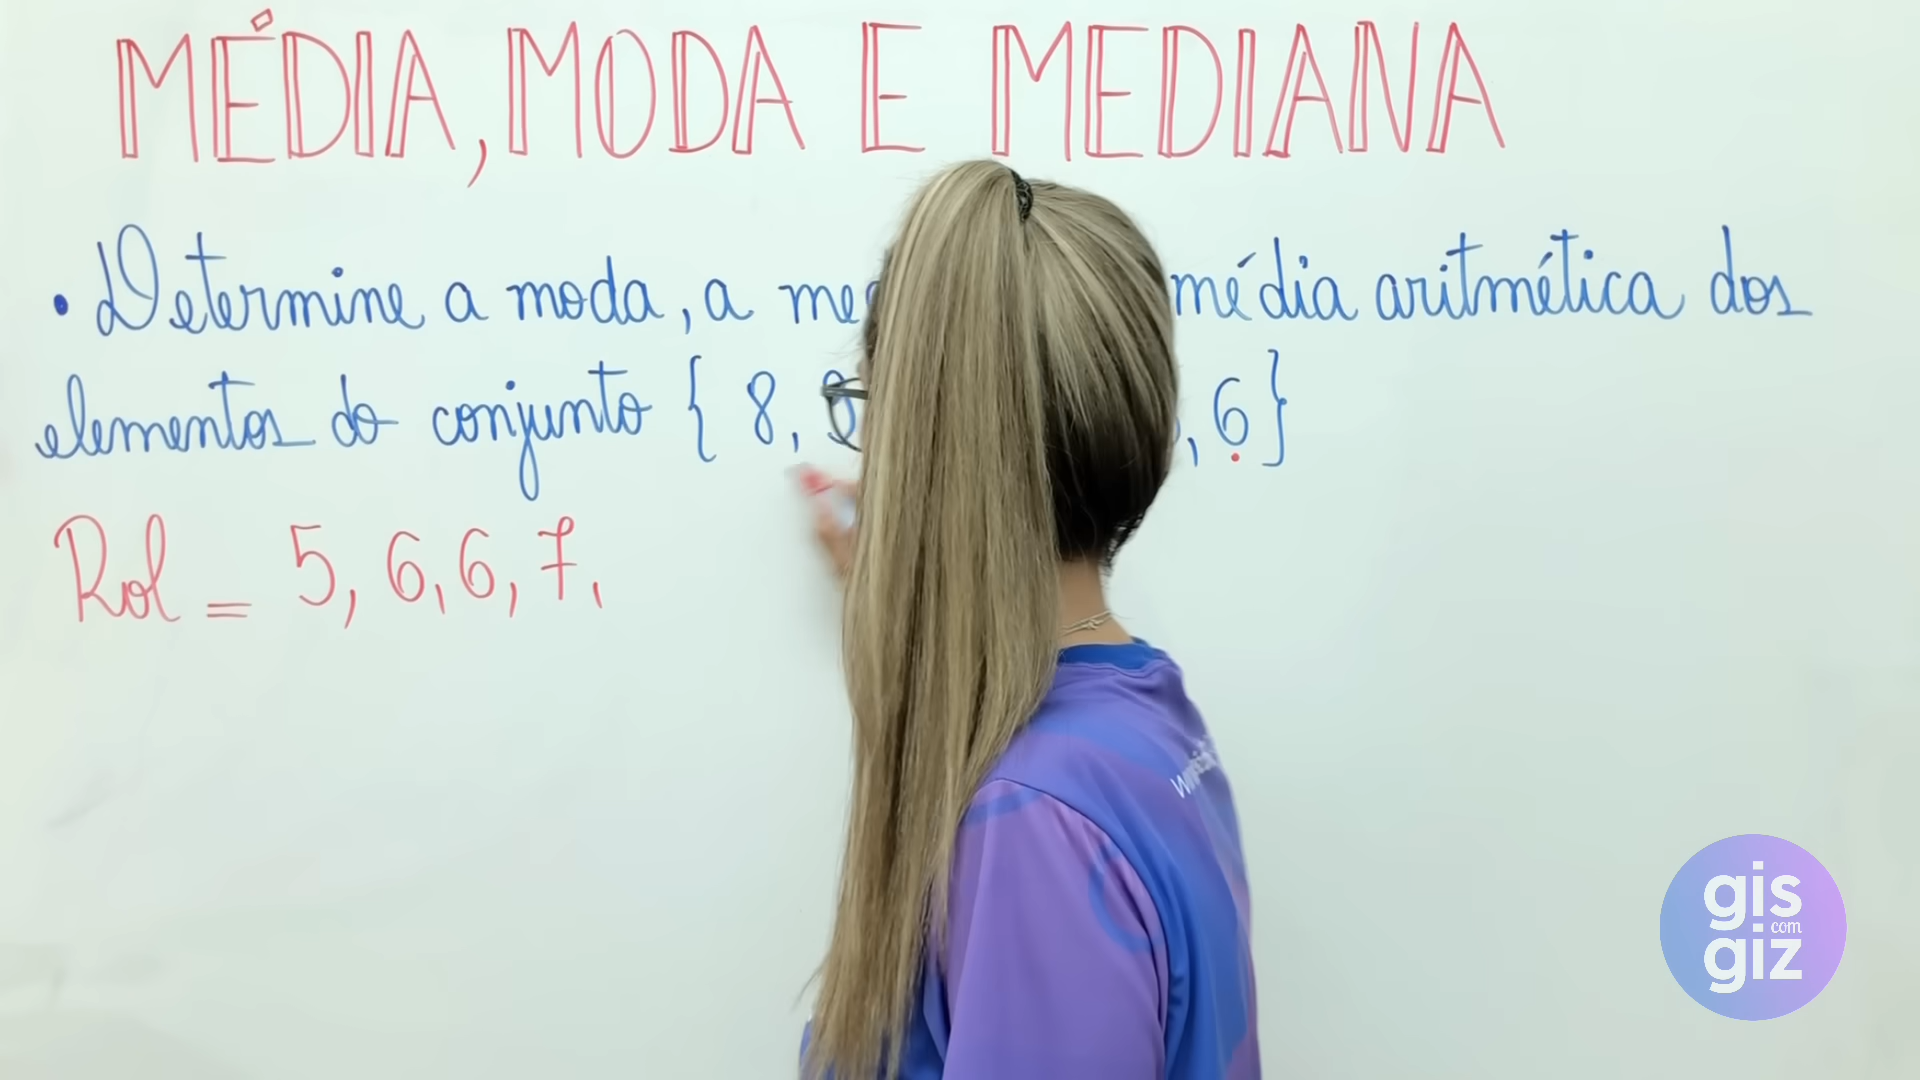 MÉDIA, MODA E MEDIANA
• Determine a moda, a me média aritmética dos
elementos do conjunto { 8, 9 , 6 }
Rol = 5, 6, 6, 7,
gis
com
giz